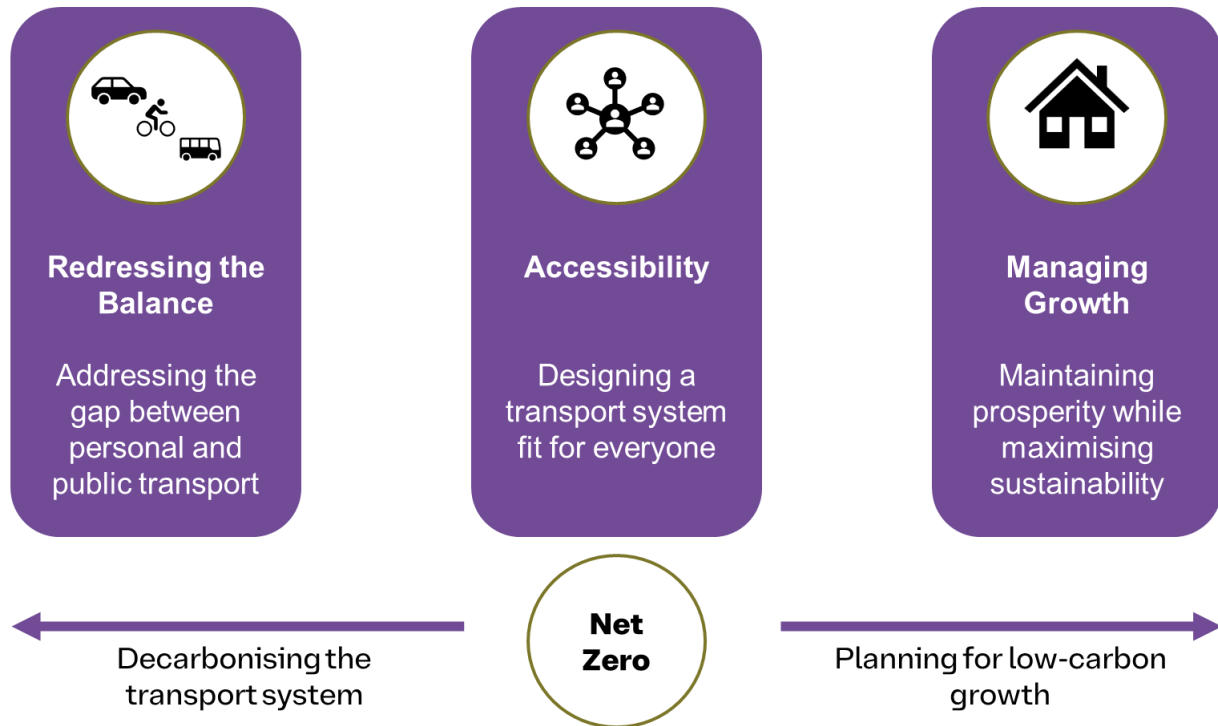 Redressing the
Balance
Addressing the
gap between
personal and
public transport
Accessibility
Designing a
transport system
fit for everyone
Managing
Growth
Maintaining
prosperity while
maximising
sustainability
Decarbonising the
transport system
Net
Zero
Planning for low-carbon
growth